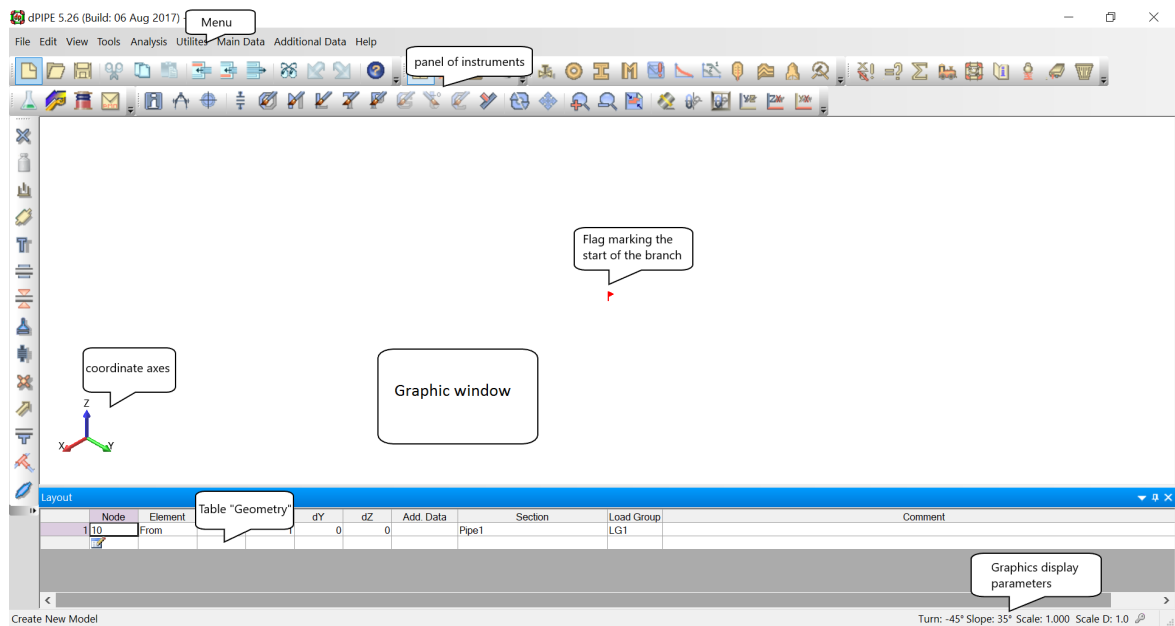 dPIPE 5.26 (Build: 06 Aug 2017) -
Menu
File Edit View Tools Analysis Utilites Main Data Additional Data Help
panel of instruments
Flag marking the
start of the branch
coordinate axes
Graphic window
Z
X Y
Layout
Table "Geometry"
Node Element dY dZ Add. Data Section Load Group Comment
1 10 From 1 0 0 Pipe1 LG1
Graphics display
parameters
Create New Model Turn: -45° Slope: 35° Scale: 1.000 Scale D: 1.0